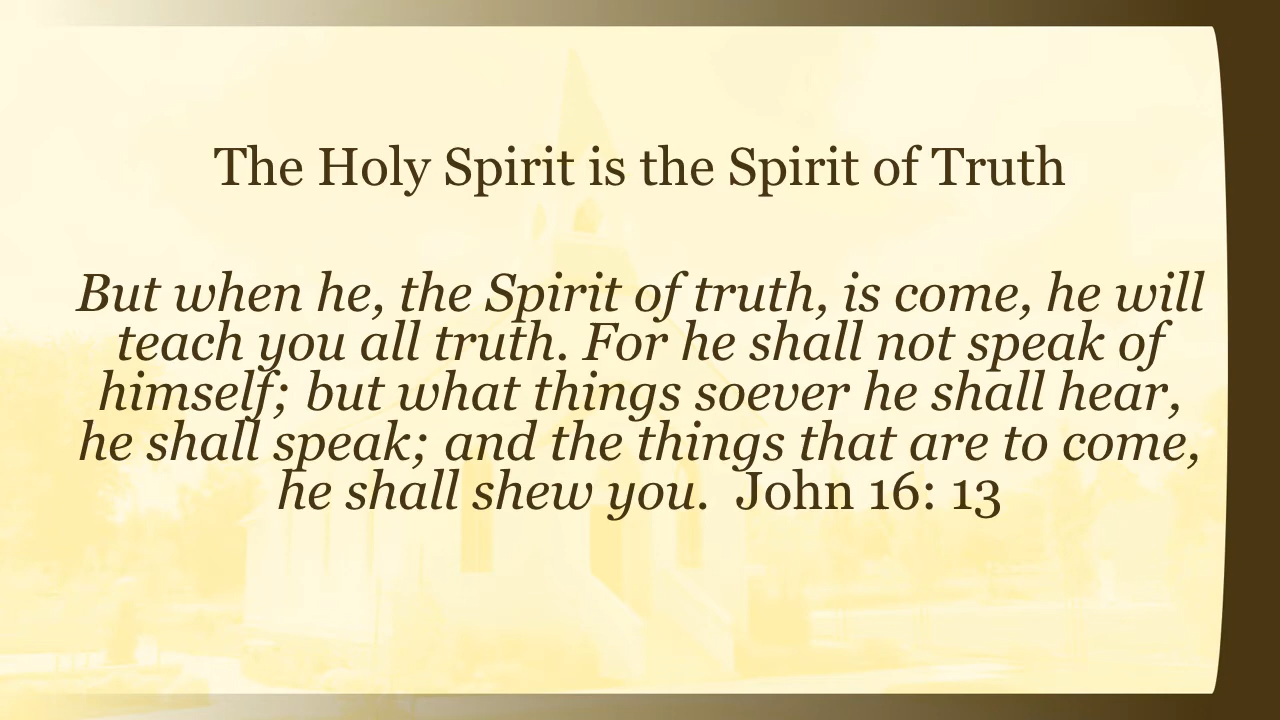 The Holy Spirit is the Spirit of Truth
But when he, the Spirit of truth, is come, he will
teach you all truth. For he shall not speak of
himself; but what things soever he shall hear,
he shall speak; and the things that are to come,
he shall shew you.  John 16: 13